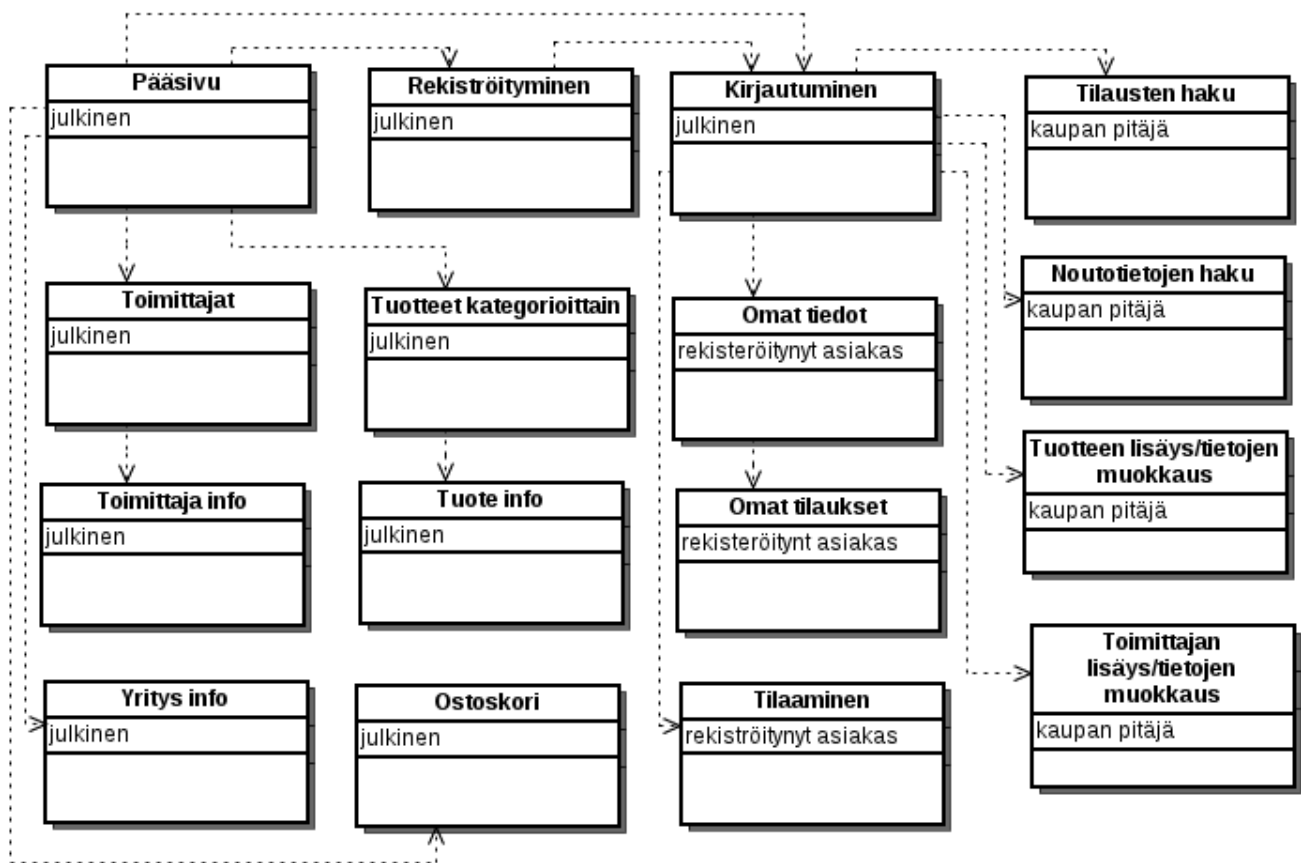 Pääsivu
julkinen
Rekiströityminen
julkinen
Kirjautuminen
julkinen
Tilausten haku
kaupan pitäjä
Toimittajat
julkinen
Tuotteet kategorioittain
julkinen
Omat tiedot
rekisteröitynyt asiakas
Noutotietojen haku
kaupan pitäjä
Toimittaja info
julkinen
Tuote info
julkinen
Omat tilaukset
rekisteröitynt asiakas
Tuotteen lisäys/tietojen
muokkaus
kaupan pitäjä
Yritys info
julkinen
Ostoskori
julkinen
Tilaaminen
rekiströitynyt asiakas
Toimittajan
lisäys/tietojen
muokkaus
kaupan pitäjä